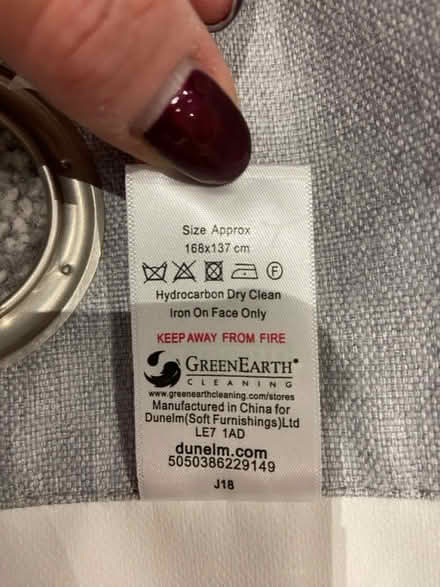 Size Approx
168x137 cm
F
Hydrocarbon Dry Clean
Iron On Face Only
KEEP AWAY FROM FIRE
GREENEARTH®
CLEANING
www.greenearthcleaning.com/stores
Manufactured in China for
Dunelm(Soft Furnishings)Ltd
LE7 1AD
dunelm.com
5050386229149
J18